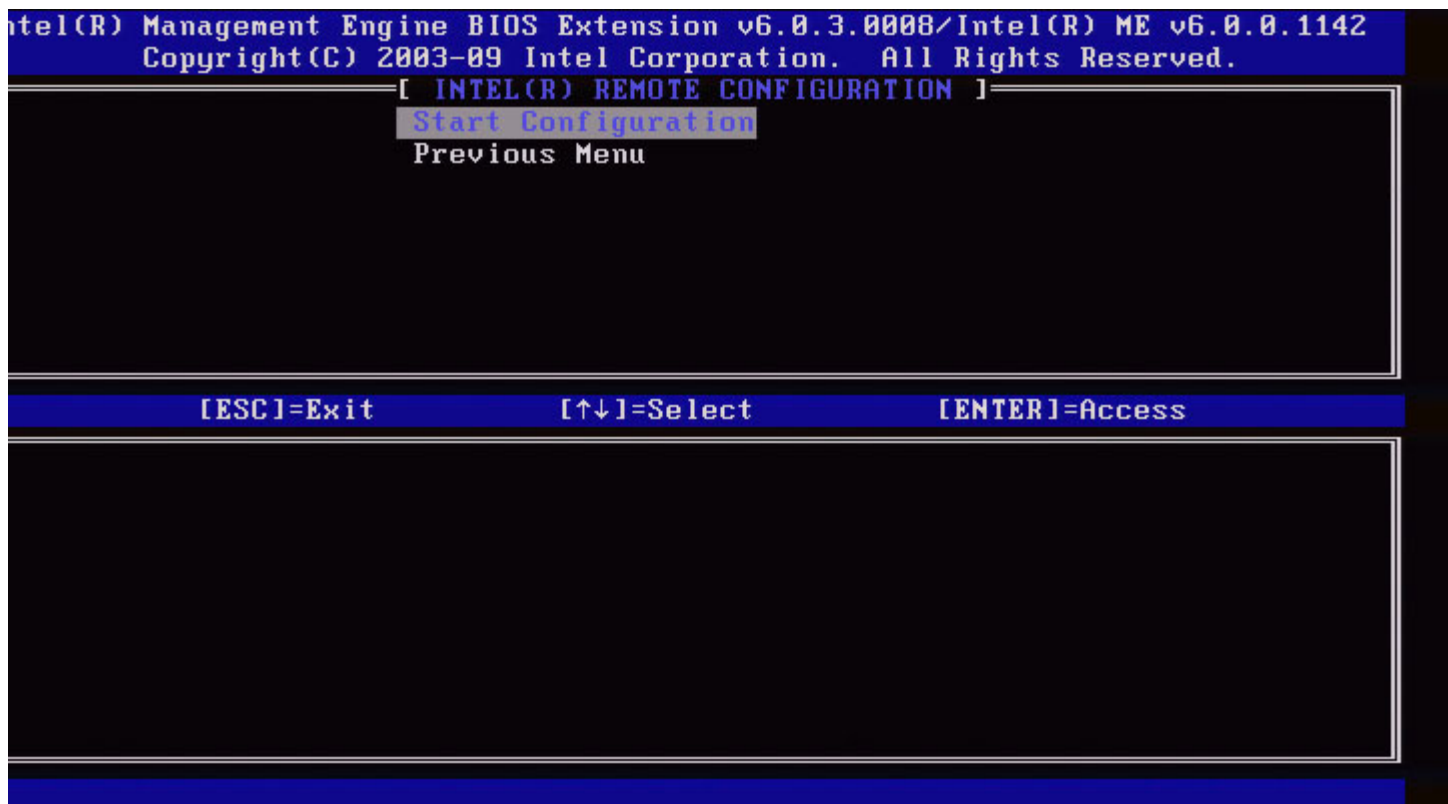 ntel(R) Management Engine BIOS Extension v6.0.3.0008/Intel(R) ME v6.0.0.1142
Copyright(C) 2003-09 Intel Corporation. All Rights Reserved.
[ INTEL(R) REMOTE CONFIGURATION ]
Start Configuration
Previous Menu
[ESC]=Exit [↑↓]=Select [ENTER]=Access